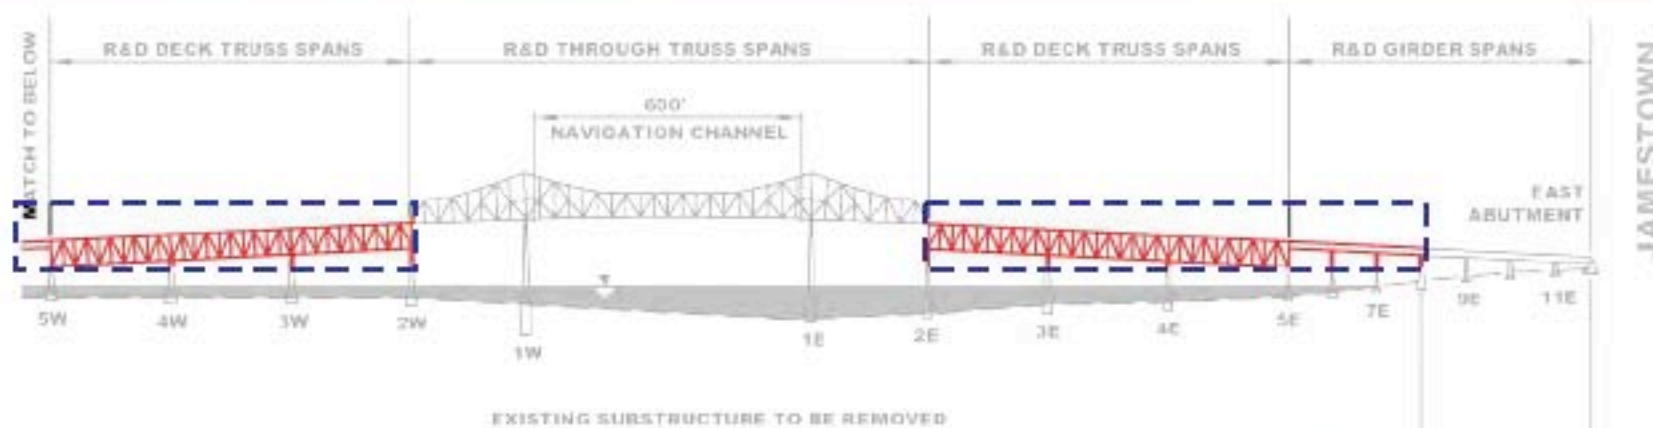 MATCH TO BELOW
R&D DECK TRUSS SPANS
R&D THROUGH TRUSS SPANS
R&D DECK TRUSS SPANS
R&D GIRDER SPANS
JAMESTOWN
600'
NAVIGATION CHANNEL
EAST
ABUTMENT
5W
4W
3W
2W
1W
1E
2E
3E
4E
5E
7E
9E
11E
EXISTING SUBSTRUCTURE TO BE REMOVED